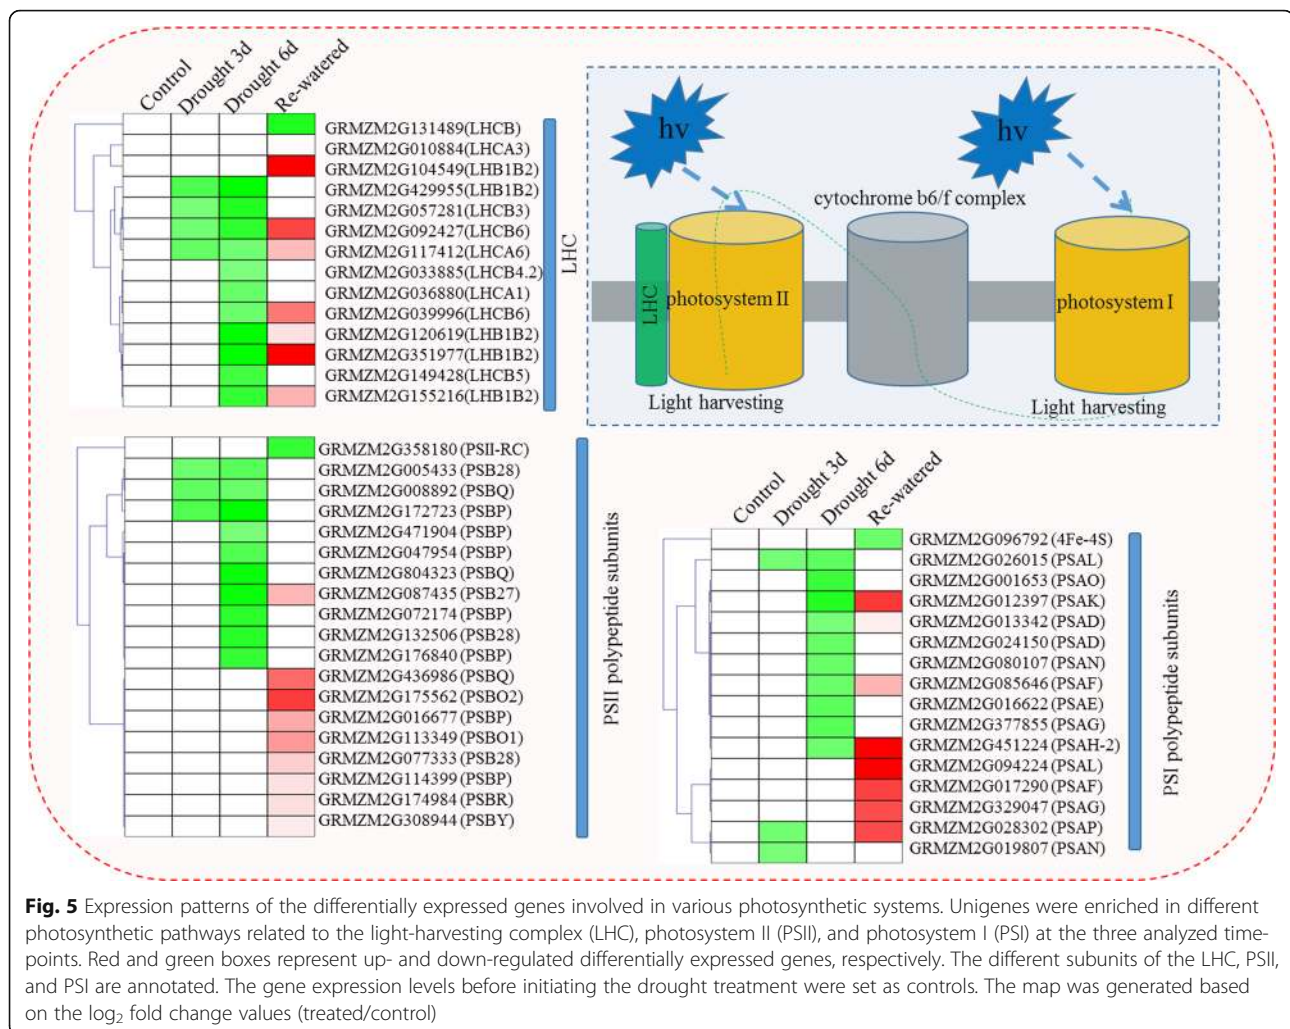 Control
Drought 3d
Drought 6d
Re-watered
GRMZM2G131489(LHCB)
GRMZM2G010884(LHCA3)
GRMZM2G104549(LHB1B2)
GRMZM2G429955(LHB1B2)
GRMZM2G057281(LHCB3)
GRMZM2G092427(LHCB6)
GRMZM2G117412(LHCA6)
GRMZM2G033885(LHCB4.2)
GRMZM2G036880(LHCA1)
GRMZM2G039996(LHCB6)
GRMZM2G120619(LHB1B2)
GRMZM2G351977(LHB1B2)
GRMZM2G149428(LHCB5)
GRMZM2G155216(LHB1B2)
LHC
hv
hv
cytochrome b6/f complex
LHC
photosystem II
photosystem I
Light harvesting
Light harvesting
GRMZM2G358180 (PSII-RC)
GRMZM2G005433 (PSB28)
GRMZM2G008892 (PSBQ)
GRMZM2G172723 (PSBP)
GRMZM2G471904 (PSBP)
GRMZM2G047954 (PSBP)
GRMZM2G804323 (PSBQ)
GRMZM2G087435 (PSB27)
GRMZM2G072174 (PSBP)
GRMZM2G132506 (PSB28)
GRMZM2G176840 (PSBP)
GRMZM2G436986 (PSBQ)
GRMZM2G175562 (PSBO2)
GRMZM2G016677 (PSBP)
GRMZM2G113349 (PSBO1)
GRMZM2G077333 (PSB28)
GRMZM2G114399 (PSBP)
GRMZM2G174984 (PSBR)
GRMZM2G308944 (PSBY)
PSII polypeptide subunits
Control
Drought 3d
Drought 6d
Re-watered
GRMZM2G096792 (4Fe-4S)
GRMZM2G026015 (PSAL)
GRMZM2G001653 (PSAO)
GRMZM2G012397 (PSAK)
GRMZM2G013342 (PSAD)
GRMZM2G024150 (PSAD)
GRMZM2G080107 (PSAN)
GRMZM2G085646 (PSAF)
GRMZM2G016622 (PSAE)
GRMZM2G377855 (PSAG)
GRMZM2G451224 (PSAH-2)
GRMZM2G094224 (PSAL)
GRMZM2G017290 (PSAF)
GRMZM2G329047 (PSAG)
GRMZM2G028302 (PSAP)
GRMZM2G019807 (PSAN)
PSI polypeptide subunits
Fig. 5 Expression patterns of the differentially expressed genes involved in various photosynthetic systems. Unigenes were enriched in different
photosynthetic pathways related to the light-harvesting complex (LHC), photosystem II (PSII), and photosystem I (PSI) at the three analyzed time-
points. Red and green boxes represent up- and down-regulated differentially expressed genes, respectively. The different subunits of the LHC, PSII,
and PSI are annotated. The gene expression levels before initiating the drought treatment were set as controls. The map was generated based
on the log₂ fold change values (treated/control)